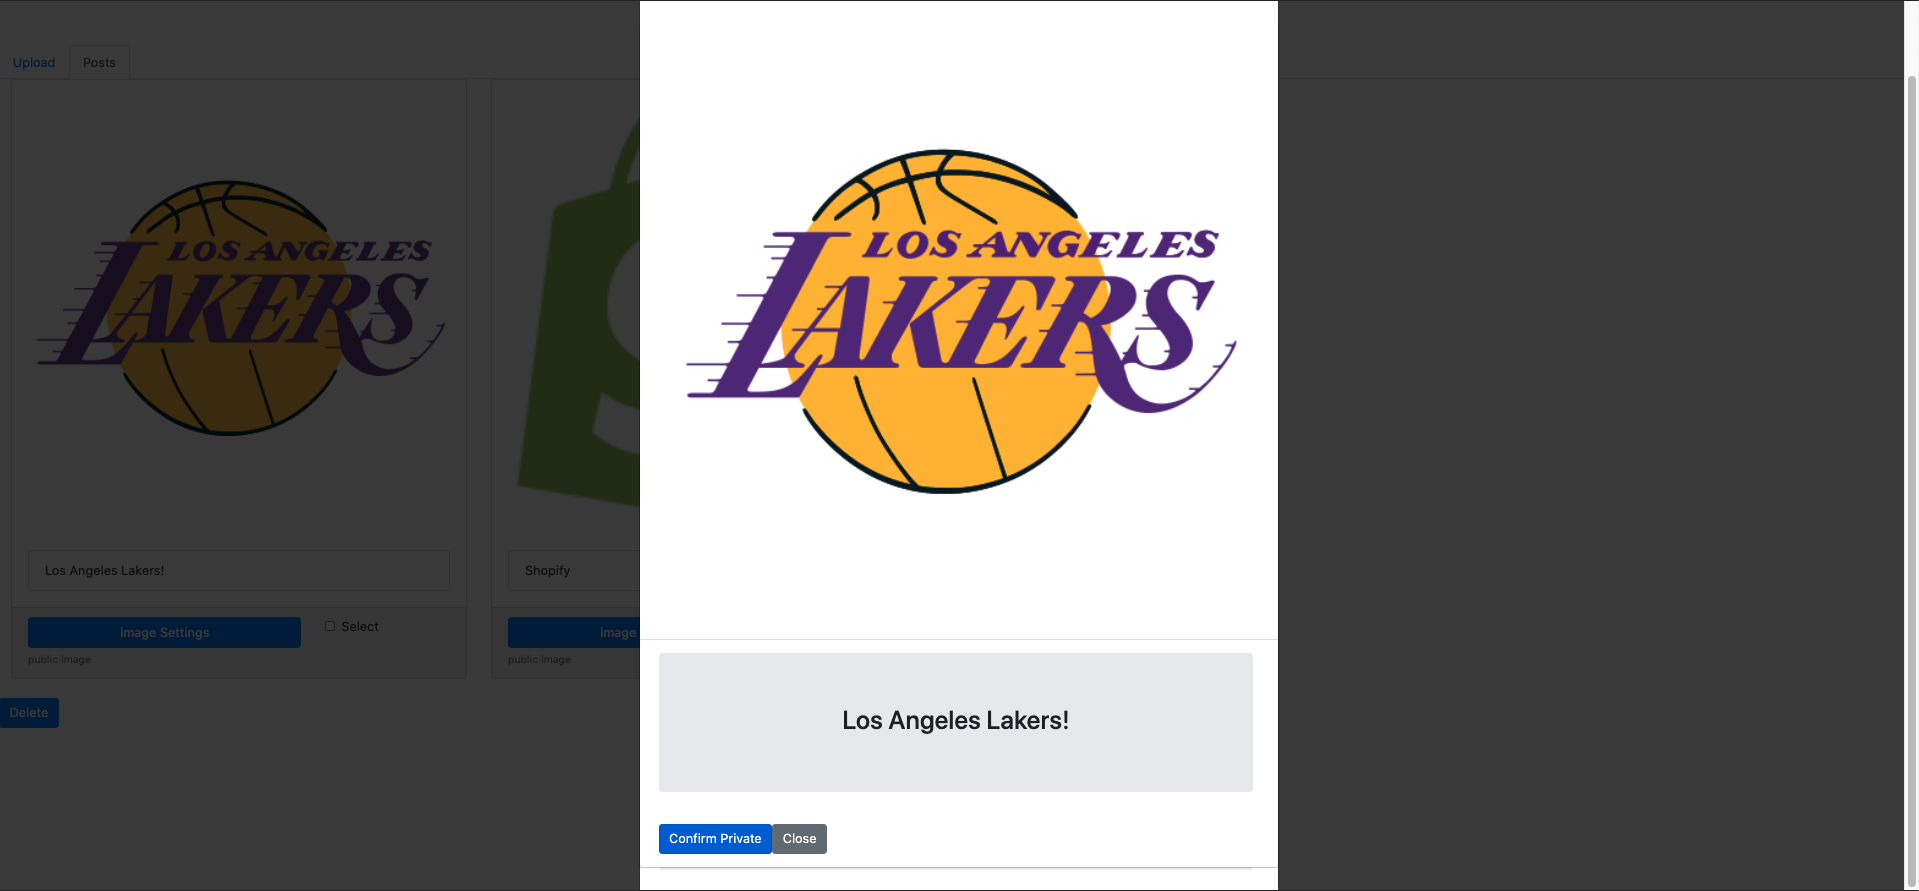 Upload
Posts
LOS ANGELES
LAKERS
Los Angeles Lakers!
Image Settings
Select
public image
Shopify
Image
public image
Delete
LOS ANGELES
LAKERS
Los Angeles Lakers!
Confirm Private
Close